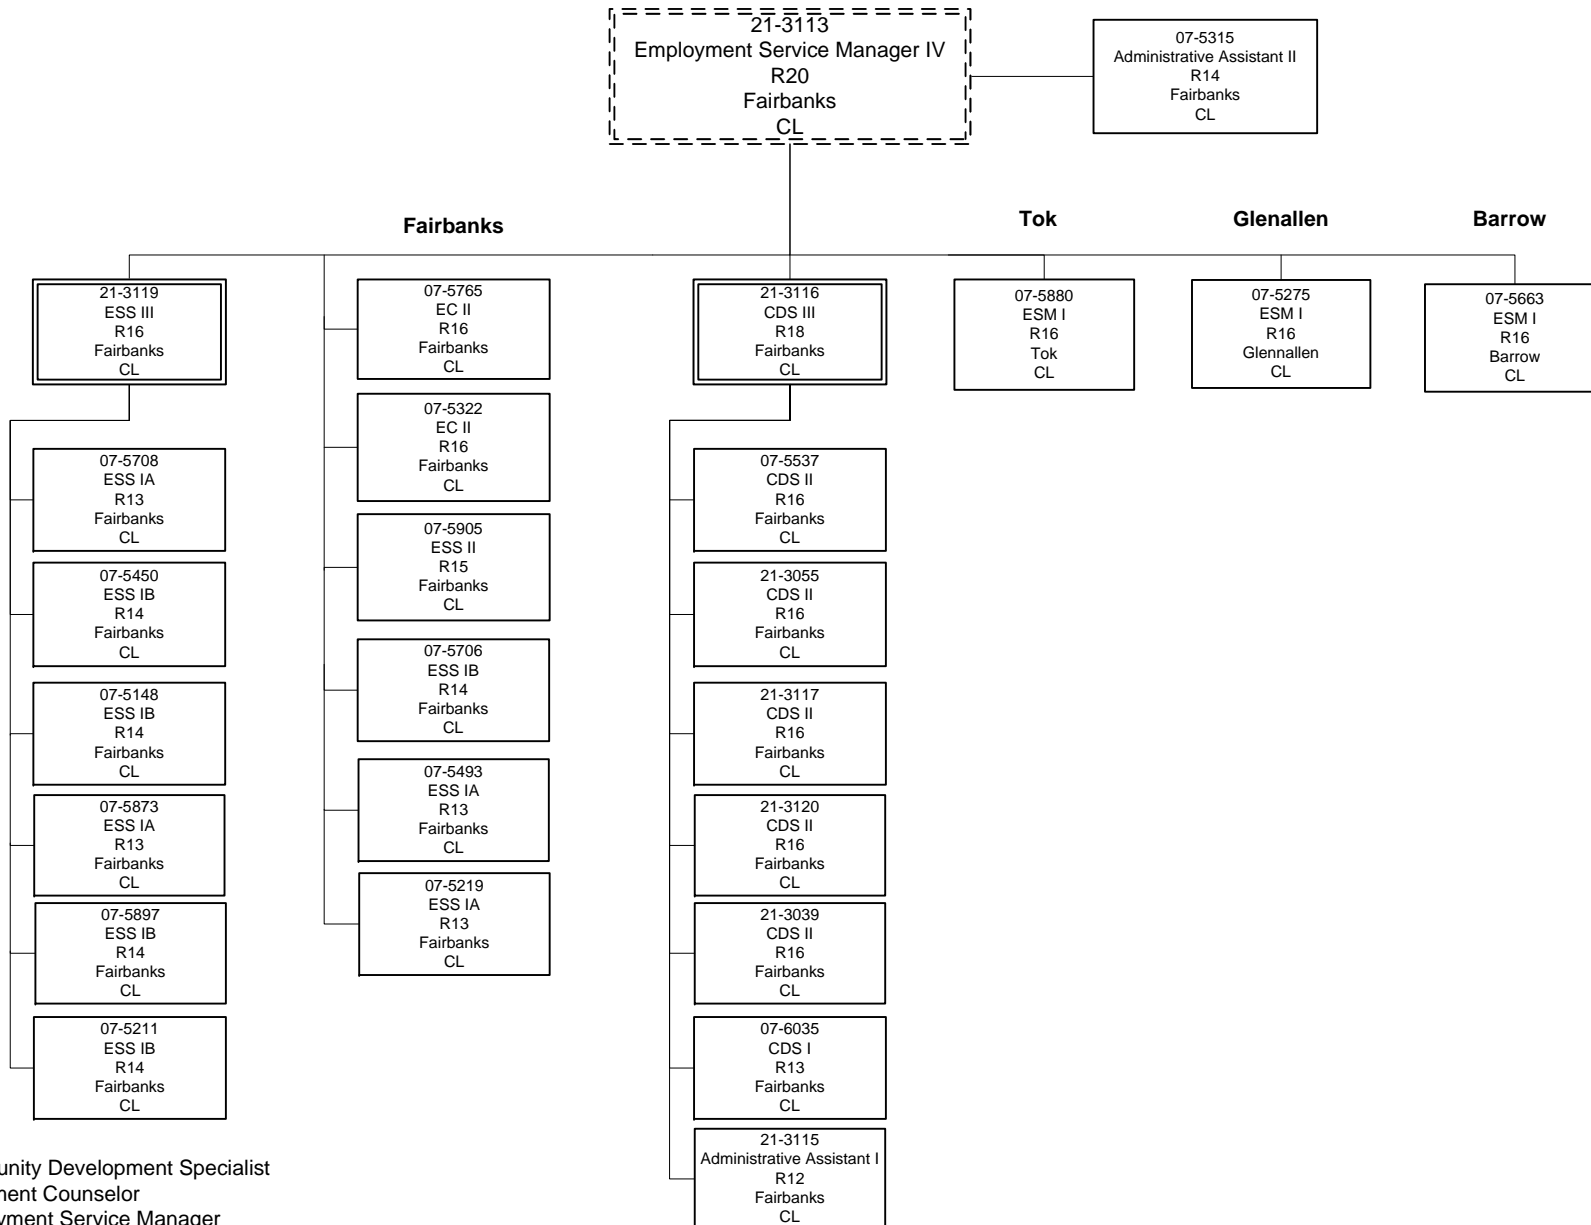 21-3113
Employment Service Manager IV
R20
Fairbanks
CL
07-5315
Administrative Assistant II
R14
Fairbanks
CL
Fairbanks
Tok
Glenallen
Barrow
21-3119
ESS III
R16
Fairbanks
CL
07-5708
ESS IA
R13
Fairbanks
CL
07-5450
ESS IB
R14
Fairbanks
CL
07-5148
ESS IB
R14
Fairbanks
CL
07-5873
ESS IA
R13
Fairbanks
CL
07-5897
ESS IB
R14
Fairbanks
CL
07-5211
ESS IB
R14
Fairbanks
CL
07-5765
EC II
R16
Fairbanks
CL
07-5322
EC II
R16
Fairbanks
CL
07-5905
ESS II
R15
Fairbanks
CL
07-5706
ESS IB
R14
Fairbanks
CL
07-5493
ESS IA
R13
Fairbanks
CL
07-5219
ESS IA
R13
Fairbanks
CL
21-3116
CDS III
R18
Fairbanks
CL
07-5537
CDS II
R16
Fairbanks
CL
21-3055
CDS II
R16
Fairbanks
CL
21-3117
CDS II
R16
Fairbanks
CL
21-3120
CDS II
R16
Fairbanks
CL
21-3039
CDS II
R16
Fairbanks
CL
07-6035
CDS I
R13
Fairbanks
CL
21-3115
Administrative Assistant I
R12
Fairbanks
CL
07-5880
ESM I
R16
Tok
CL
07-5275
ESM I
R16
Glennallen
CL
07-5663
ESM I
R16
Barrow
CL
unity Development Specialist
ment Counselor
yment Service Manager